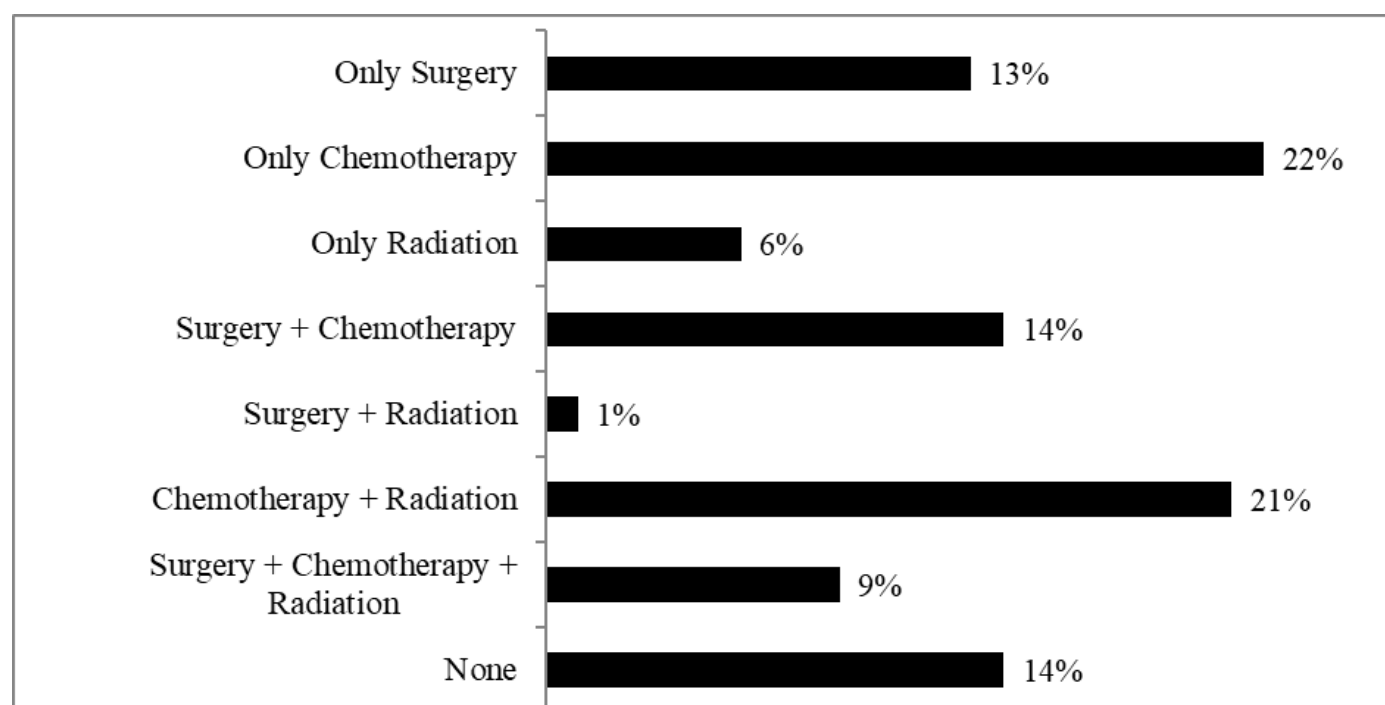 Only Surgery 13%
Only Chemotherapy 22%
Only Radiation 6%
Surgery + Chemotherapy 14%
Surgery + Radiation 1%
Chemotherapy + Radiation 21%
Surgery + Chemotherapy +
Radiation 9%
None 14%